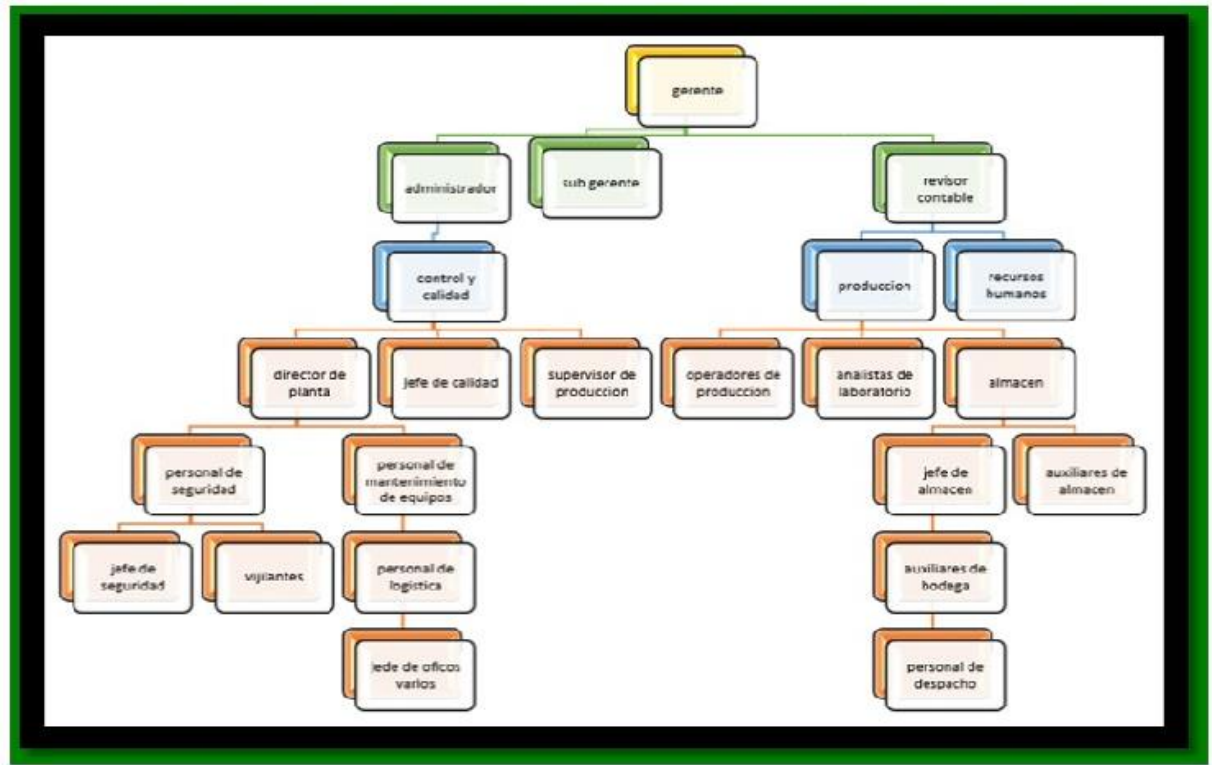 gerente
administrador
sub gerente
revisor
contable
control y
calidad
produccion
recursos
humanos
director de
planta
jefe de calidad
supervisor de
produccion
operadores de
produccion
analistas de
laboratorio
almacen
personal de
seguridad
personal de
mantenimiento
de equipos
jefe de
almacen
auxiliares de
almacen
jefe de
seguridad
vijilantes
personal de
logistica
auxiliares de
bodega
jede de oficos
varios
personal de
despacho